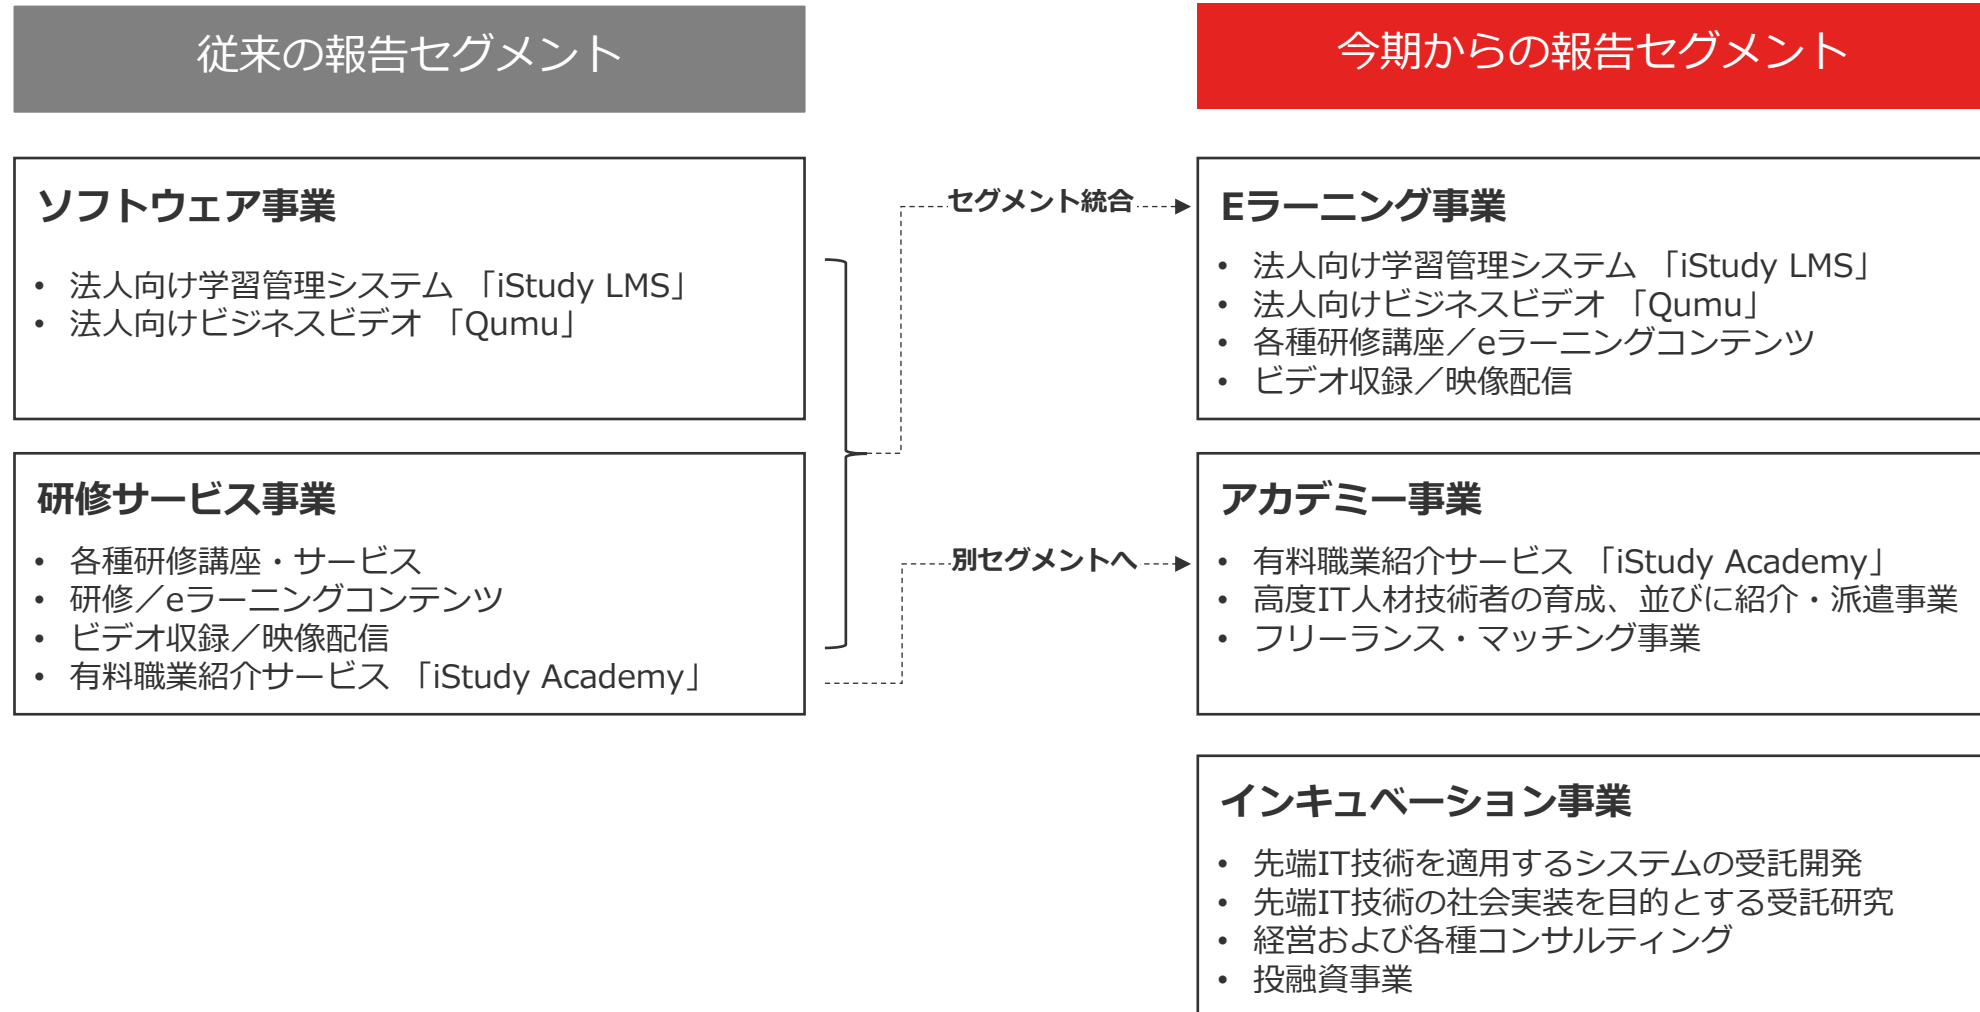 従来の報告セグメント
ソフトウェア事業
• 法人向け学習管理システム 「iStudy LMS」
• 法人向けビジネスビデオ 「Qumu」
研修サービス事業
• 各種研修講座・サービス
• 研修／eラーニングコンテンツ
• ビデオ収録／映像配信
• 有料職業紹介サービス 「iStudy Academy」
セグメント統合
別セグメントへ
今期からの報告セグメント
Eラーニング事業
• 法人向け学習管理システム 「iStudy LMS」
• 法人向けビジネスビデオ 「Qumu」
• 各種研修講座／eラーニングコンテンツ
• ビデオ収録／映像配信
アカデミー事業
• 有料職業紹介サービス 「iStudy Academy」
• 高度IT人材技術者の育成、並びに紹介・派遣事業
• フリーランス・マッチング事業
インキュベーション事業
• 先端IT技術を適用するシステムの受託開発
• 先端IT技術の社会実装を目的とする受託研究
• 経営および各種コンサルティング
• 投融資事業